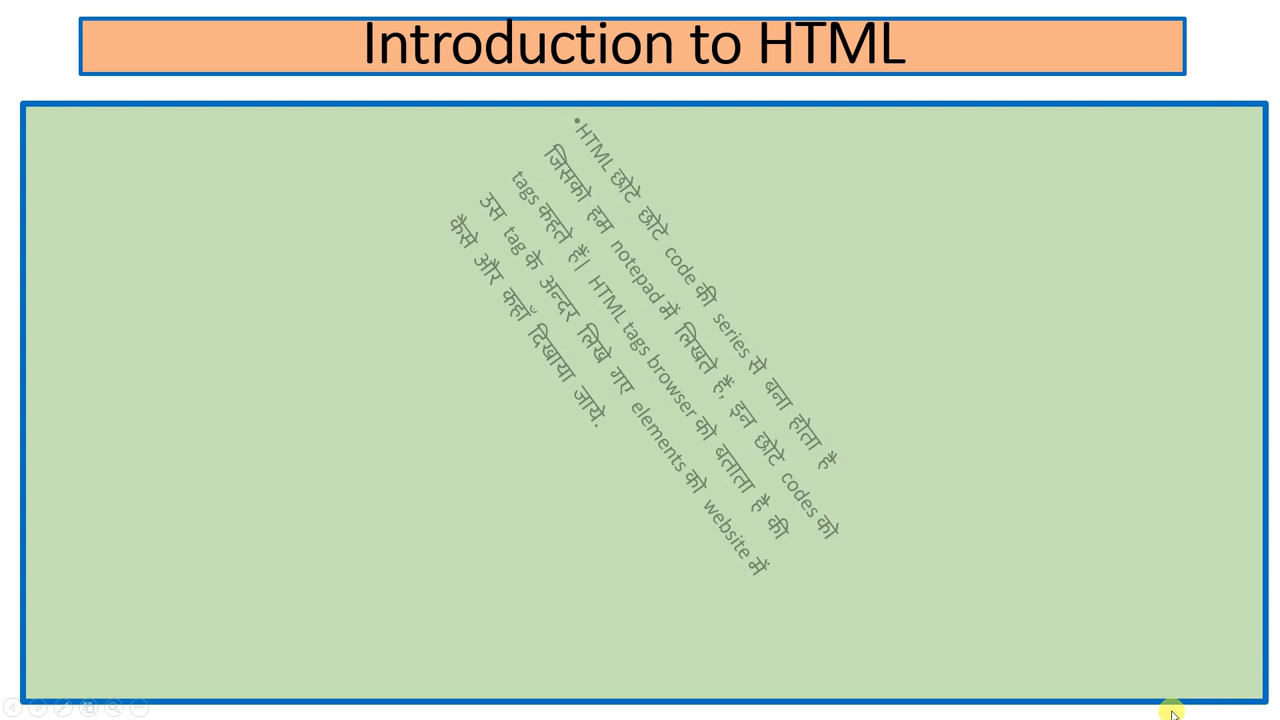 Introduction to HTML
•HTML छोटे छोटे code की series से बना होता है
जिसको हम notepad में लिखते हैं, इन छोटे codes को
tags कहते हैं। HTML tags browser को बताता है की
उस tag के अन्दर लिखे गए elements को website में
कैसे और कहाँ दिखाया जाये.